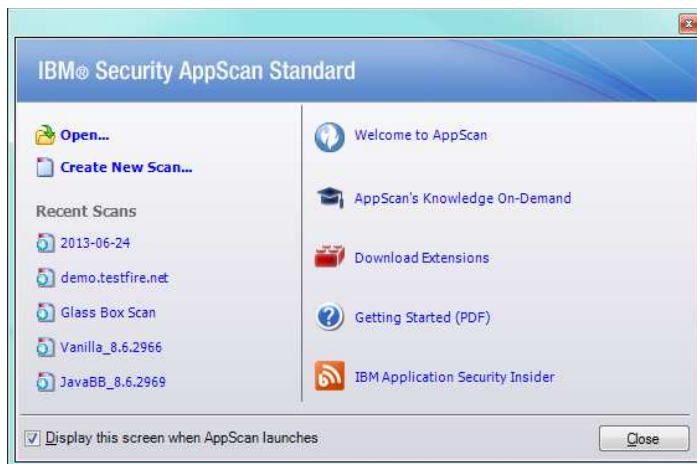 IBM® Security AppScan Standard
Open...
Create New Scan...
Recent Scans
2013-06-24
demo.testfire.net
Glass Box Scan
Vanilla_8.6.2966
JavaBB_8.6.2969
Welcome to AppScan
AppScan's Knowledge On-Demand
Download Extensions
Getting Started (PDF)
IBM Application Security Insider
Display this screen when AppScan launches
Close